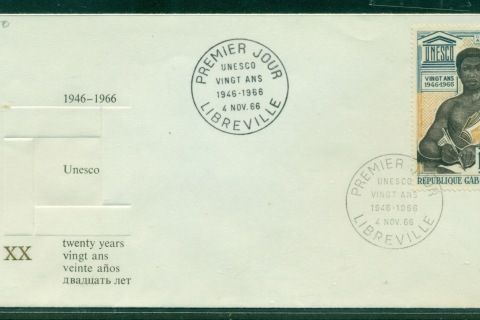 1946-1966
Unesco
XX
twenty years
vingt ans
veinte años
двадцать лет
PREMIER JOUR
UNESCO
VINGT ANS
1946-1966
4 NOV. 66
LIBREVILLE
UNESCO
VINGT ANS
1946-1966
REPUBLIQUE GAB
PREMIER JOUR
UNESCO
VINGT ANS
1946-1966
4 NOV. 66
LIBREVILLE